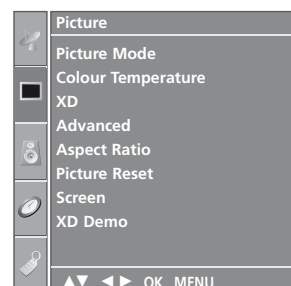 Picture
Picture Mode
Colour Temperature
XD
Advanced
Aspect Ratio
Picture Reset
Screen
XD Demo
▲▼ ◀ ▶ OK MENU